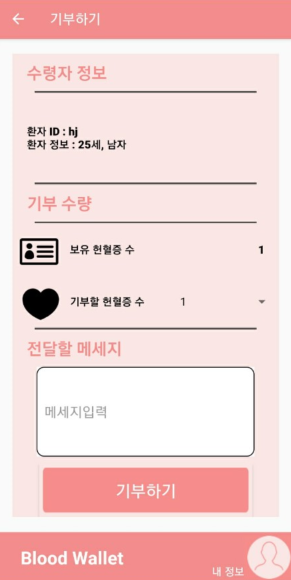 기부하기
수령자 정보
환자 ID : hj
환자 정보 : 25세, 남자
기부 수량
보유 헌혈증 수 1
기부할 헌혈증 수 1
전달할 메세지
메세지입력
기부하기
Blood Wallet
내 정보